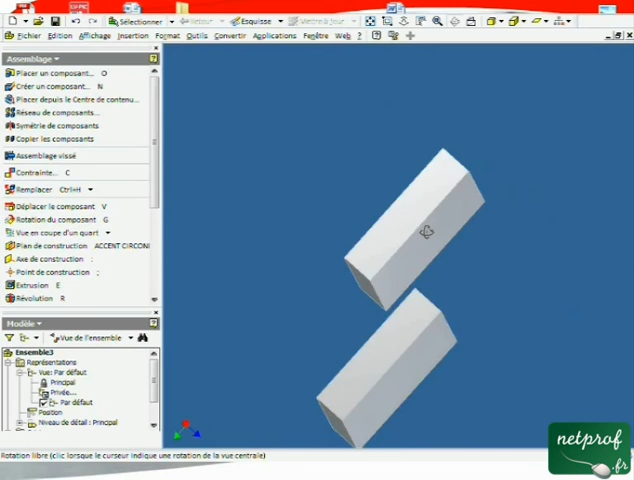 Sélectionner
Retour
Esquisse
Mettre à jour
Fichier Edition Affichage Insertion Format Outils Convertir Applications Fenêtre Web ?
Assemblage
Placer un composant... O
Créer un composant... N
Placer depuis le Centre de contenu...
Réseau de composants...
Symétrie de composants
Copier les composants
Assemblage vissé
Contrainte... C
Remplacer Ctrl+H
Déplacer le composant V
Rotation du composant G
Vue en coupe d'un quart
Plan de construction ACCENT CIRCON
Axe de construction :
Point de construction ;
Extrusion E
Révolution R
Modèle
Vue de l'ensemble
Ensemble3
Représentations
Vue: Par défaut
Principal
Privée...
Par défaut
Position
Niveau de détail : Principal
Rotation libre (clic lorsque le curseur indique une rotation de la vue centrale)
netprof
.fr